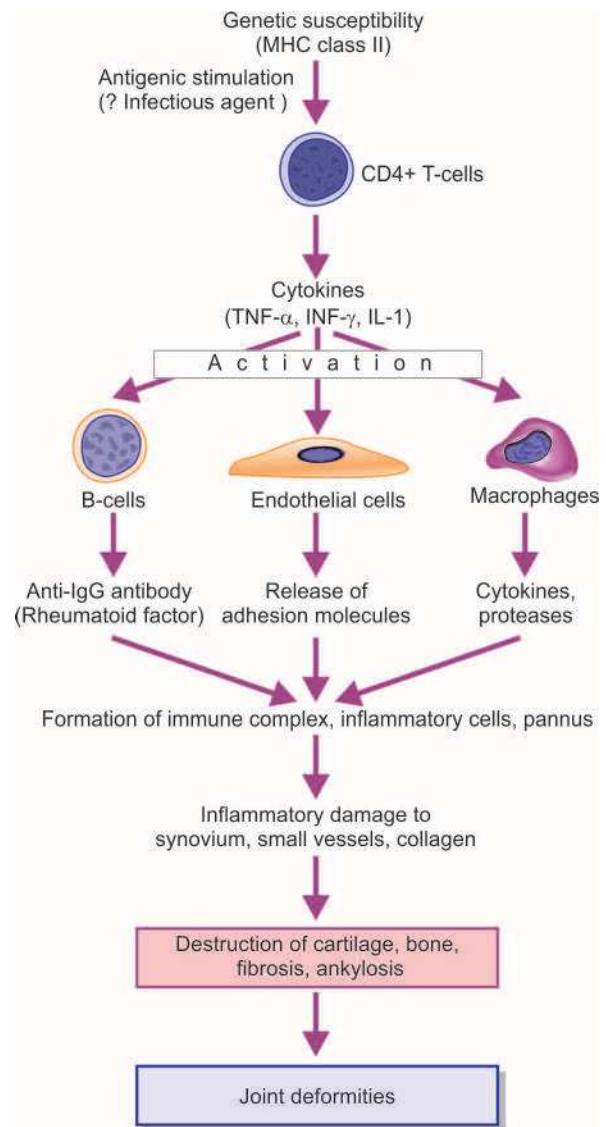 Genetic susceptibility
(MHC class II)
Antigenic stimulation
(? Infectious agent )
CD4+ T-cells
Cytokines
(TNF-α, INF-γ, IL-1)
Activation
B-cells
Endothelial cells
Macrophages
Anti-IgG antibody
(Rheumatoid factor)
Release of
adhesion molecules
Cytokines,
proteases
Formation of immune complex, inflammatory cells, pannus
Inflammatory damage to
synovium, small vessels, collagen
Destruction of cartilage, bone,
fibrosis, ankylosis
Joint deformities